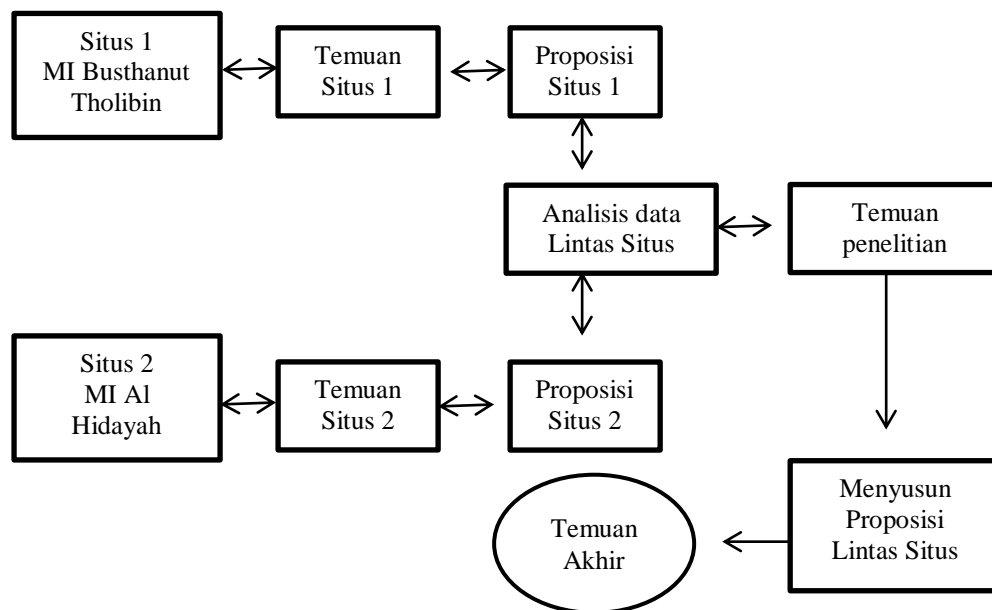 Situs 1
MI Busthanut
Tholibin
Temuan
Situs 1
Proposisi
Situs 1
Analisis data
Lintas Situs
Temuan
penelitian
Situs 2
MI Al
Hidayah
Temuan
Situs 2
Proposisi
Situs 2
Menyusun
Proposisi
Lintas Situs
Temuan
Akhir